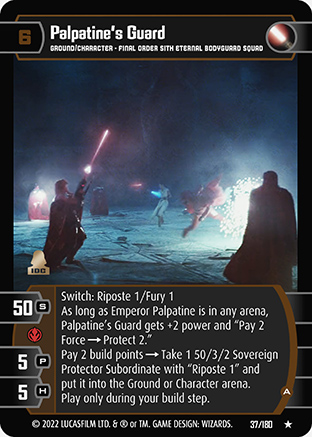 6
Palpatine's Guard
GROUND/CHARACTER • FINAL ORDER SITH ETERNAL BODYGUARD SQUAD
IDC
50 S
5 P
5 H
Switch: Riposte 1/Fury 1
As long as Emperor Palpatine is in any arena,
Palpatine's Guard gets +2 power and “Pay 2
Force → Protect 2.”
Pay 2 build points → Take 1 50/3/2 Sovereign
Protector Subordinate with “Riposte 1” and
put it into the Ground or Character arena.
Play only during your build step.
A
© 2022 LUCASFILM LTD. & ® or TM. GAME DESIGN: WIZARDS.
37/180 ★